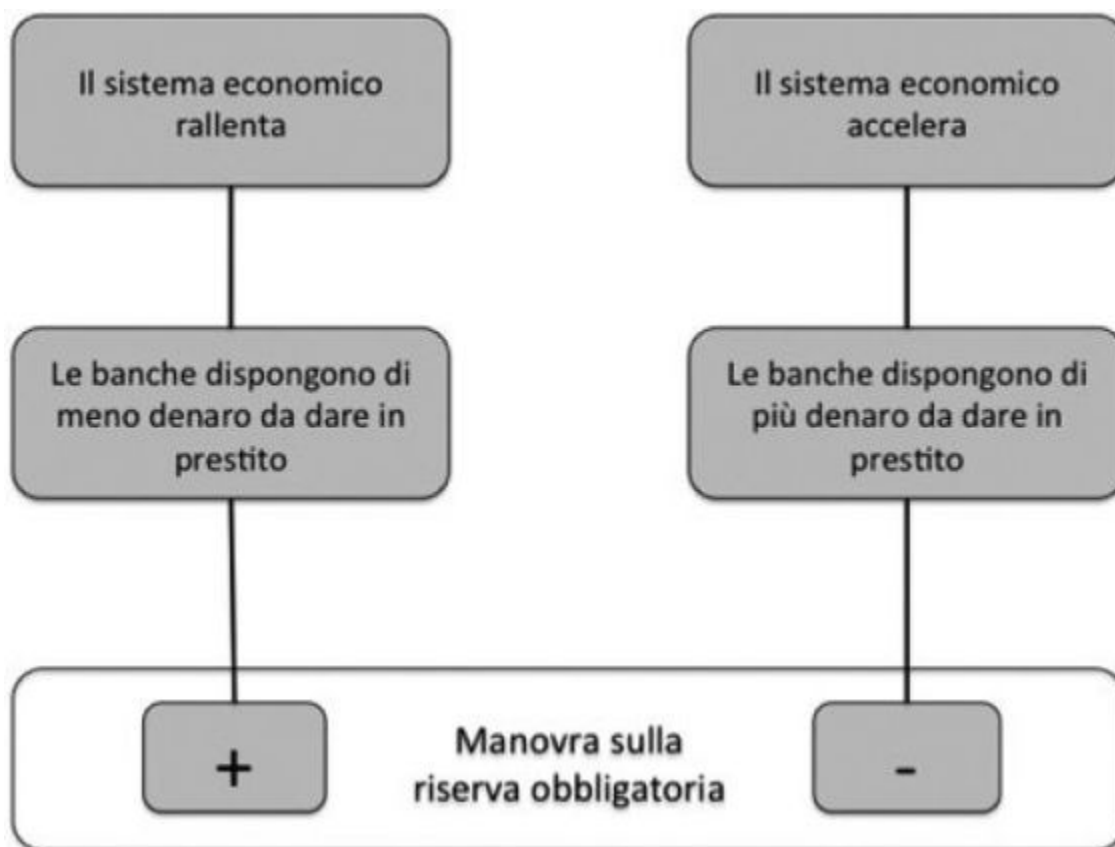 Il sistema economico
rallenta
Il sistema economico
accelera
Le banche dispongono di
meno denaro da dare in
prestito
Le banche dispongono di
più denaro da dare in
prestito
+
Manovra sulla
riserva obbligatoria
-